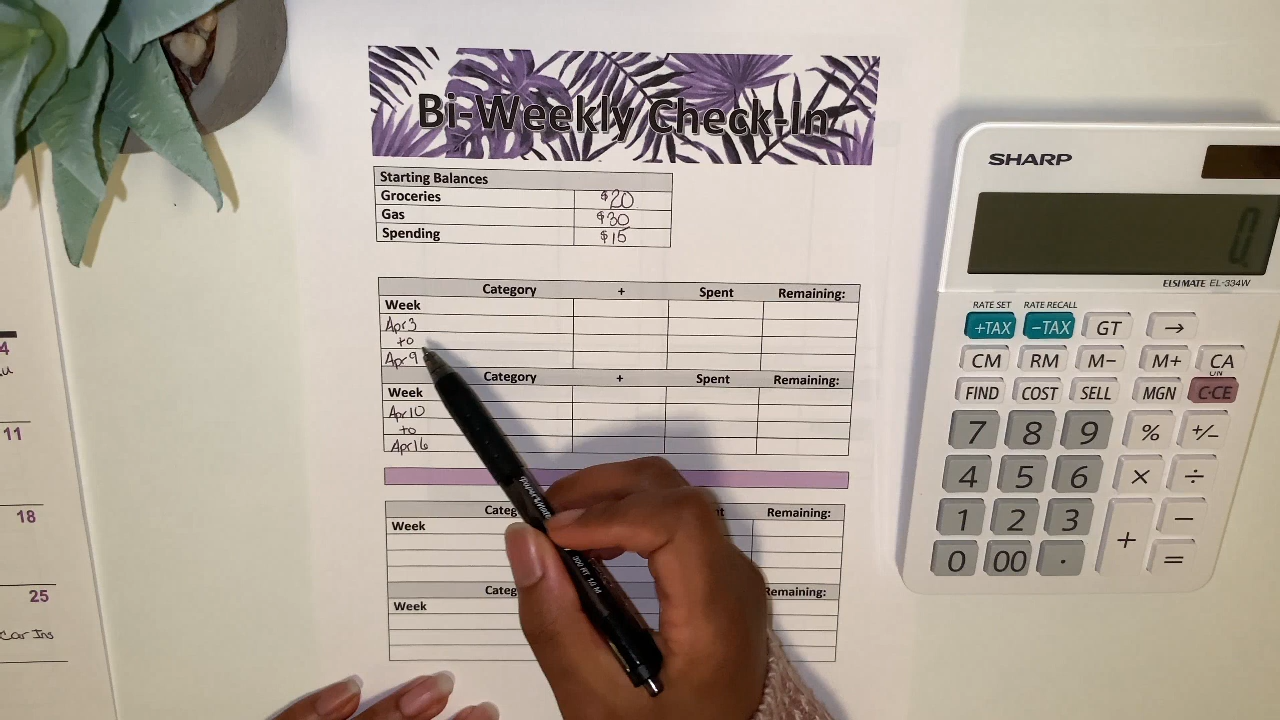 Bi-Weekly Check-In
Starting Balances
Groceries $20
Gas $30
Spending $15
Category + Spent Remaining:
Week
Apr 3
to
Apr 9
Category + Spent Remaining:
Week
Apr 10
to
Apr 16
Remaining:
Week
Remaining:
Week
4
11
18
25
Car Ins
SHARP
0
ELSIMATE EL-334W
RATE SET RATE RECALL
+TAX -TAX GT →
CM RM M- M+ CA
ON
FIND COST SELL MGN C·CE
7 8 9 % +/-
4 5 6 × ÷
1 2 3 + −
0 00 · =